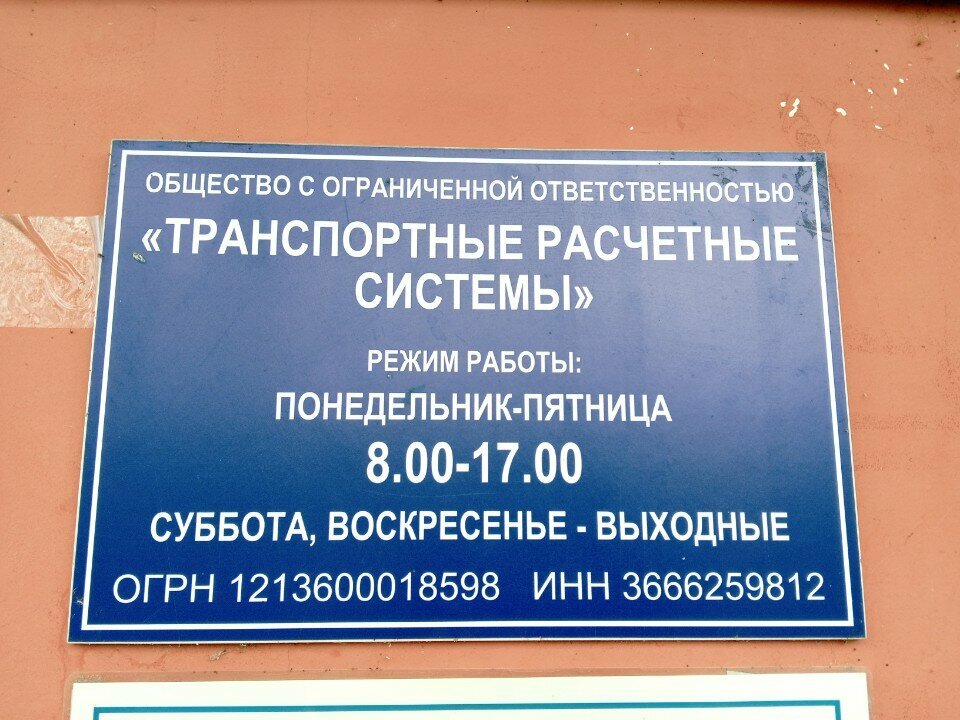 ОБЩЕСТВО С ОГРАНИЧЕННОЙ ОТВЕТСТВЕННОСТЬЮ
«ТРАНСПОРТНЫЕ РАСЧЕТНЫЕ
СИСТЕМЫ»
РЕЖИМ РАБОТЫ:
ПОНЕДЕЛЬНИК-ПЯТНИЦА
8.00-17.00
СУББОТА, ВОСКРЕСЕНЬЕ - ВЫХОДНЫЕ
ОГРН 1213600018598 ИНН 3666259812